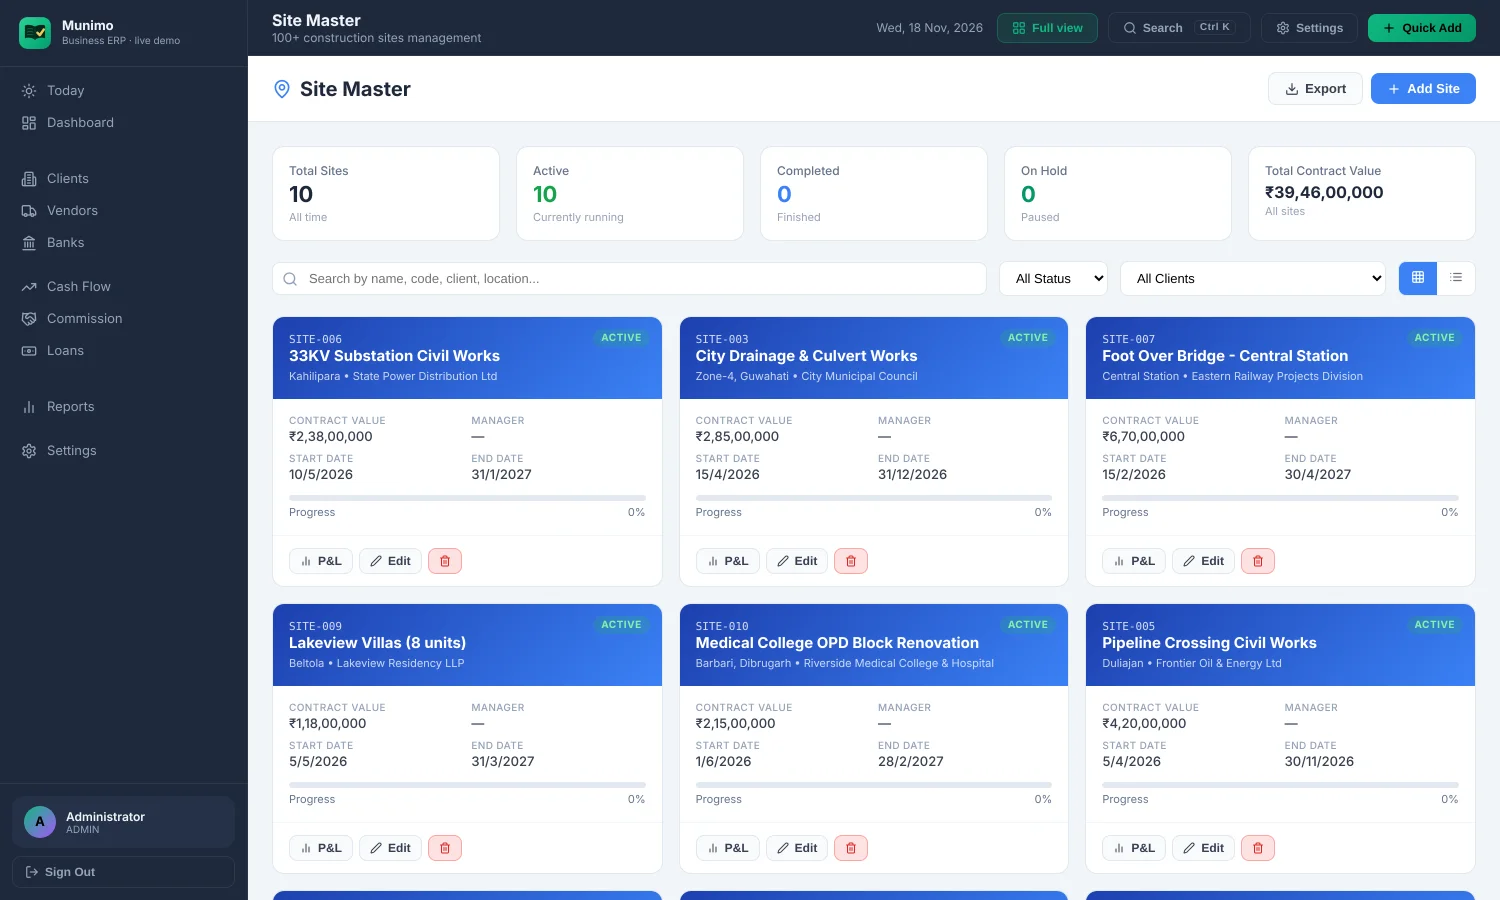 Munimo
Business ERP · live demo
Today
Dashboard
Clients
Vendors
Banks
Cash Flow
Commission
Loans
Reports
Settings
A
Administrator
ADMIN
Sign Out
Site Master
100+ construction sites management
Wed, 18 Nov, 2026
Full view
Search Ctrl K
Settings
+ Quick Add
Site Master
Export
+ Add Site
Total Sites
10
All time
Active
10
Currently running
Completed
0
Finished
On Hold
0
Paused
Total Contract Value
₹39,46,00,000
All sites
Search by name, code, client, location...
All Status
All Clients
SITE-006
ACTIVE
33KV Substation Civil Works
Kahilipara • State Power Distribution Ltd
CONTRACT VALUE MANAGER
₹2,38,00,000 —
START DATE END DATE
10/5/2026 31/1/2027
Progress 0%
P&L Edit
SITE-003
ACTIVE
City Drainage & Culvert Works
Zone-4, Guwahati • City Municipal Council
CONTRACT VALUE MANAGER
₹2,85,00,000 —
START DATE END DATE
15/4/2026 31/12/2026
Progress 0%
P&L Edit
SITE-007
ACTIVE
Foot Over Bridge - Central Station
Central Station • Eastern Railway Projects Division
CONTRACT VALUE MANAGER
₹6,70,00,000 —
START DATE END DATE
15/2/2026 30/4/2027
Progress 0%
P&L Edit
SITE-009
ACTIVE
Lakeview Villas (8 units)
Beltola • Lakeview Residency LLP
CONTRACT VALUE MANAGER
₹1,18,00,000 —
START DATE END DATE
5/5/2026 31/3/2027
Progress 0%
P&L Edit
SITE-010
ACTIVE
Medical College OPD Block Renovation
Barbari, Dibrugarh • Riverside Medical College & Hospital
CONTRACT VALUE MANAGER
₹2,15,00,000 —
START DATE END DATE
1/6/2026 28/2/2027
Progress 0%
P&L Edit
SITE-005
ACTIVE
Pipeline Crossing Civil Works
Duliajan • Frontier Oil & Energy Ltd
CONTRACT VALUE MANAGER
₹4,20,00,000 —
START DATE END DATE
5/4/2026 30/11/2026
Progress 0%
P&L Edit